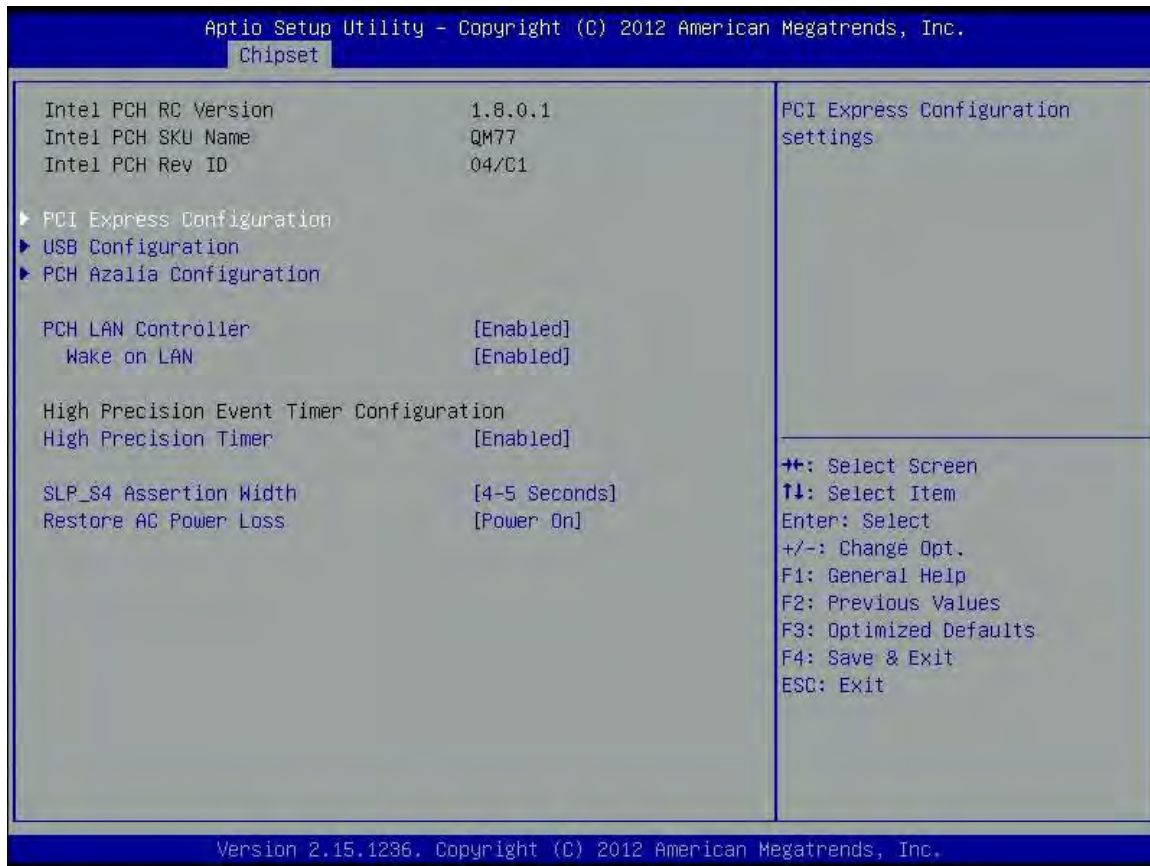 Aptio Setup Utility – Copyright (C) 2012 American Megatrends, Inc.
Chipset
Intel PCH RC Version 1.8.0.1
Intel PCH SKU Name QM77
Intel PCH Rev ID 04/C1
PCI Express Configuration
USB Configuration
PCH Azalia Configuration
PCH LAN Controller [Enabled]
Wake on LAN [Enabled]
High Precision Event Timer Configuration
High Precision Timer [Enabled]
SLP_S4 Assertion Width [4-5 Seconds]
Restore AC Power Loss [Power On]
PCI Express Configuration
settings
→←: Select Screen
↑↓: Select Item
Enter: Select
+/-: Change Opt.
F1: General Help
F2: Previous Values
F3: Optimized Defaults
F4: Save & Exit
ESC: Exit
Version 2.15.1236. Copyright (C) 2012 American Megatrends, Inc.